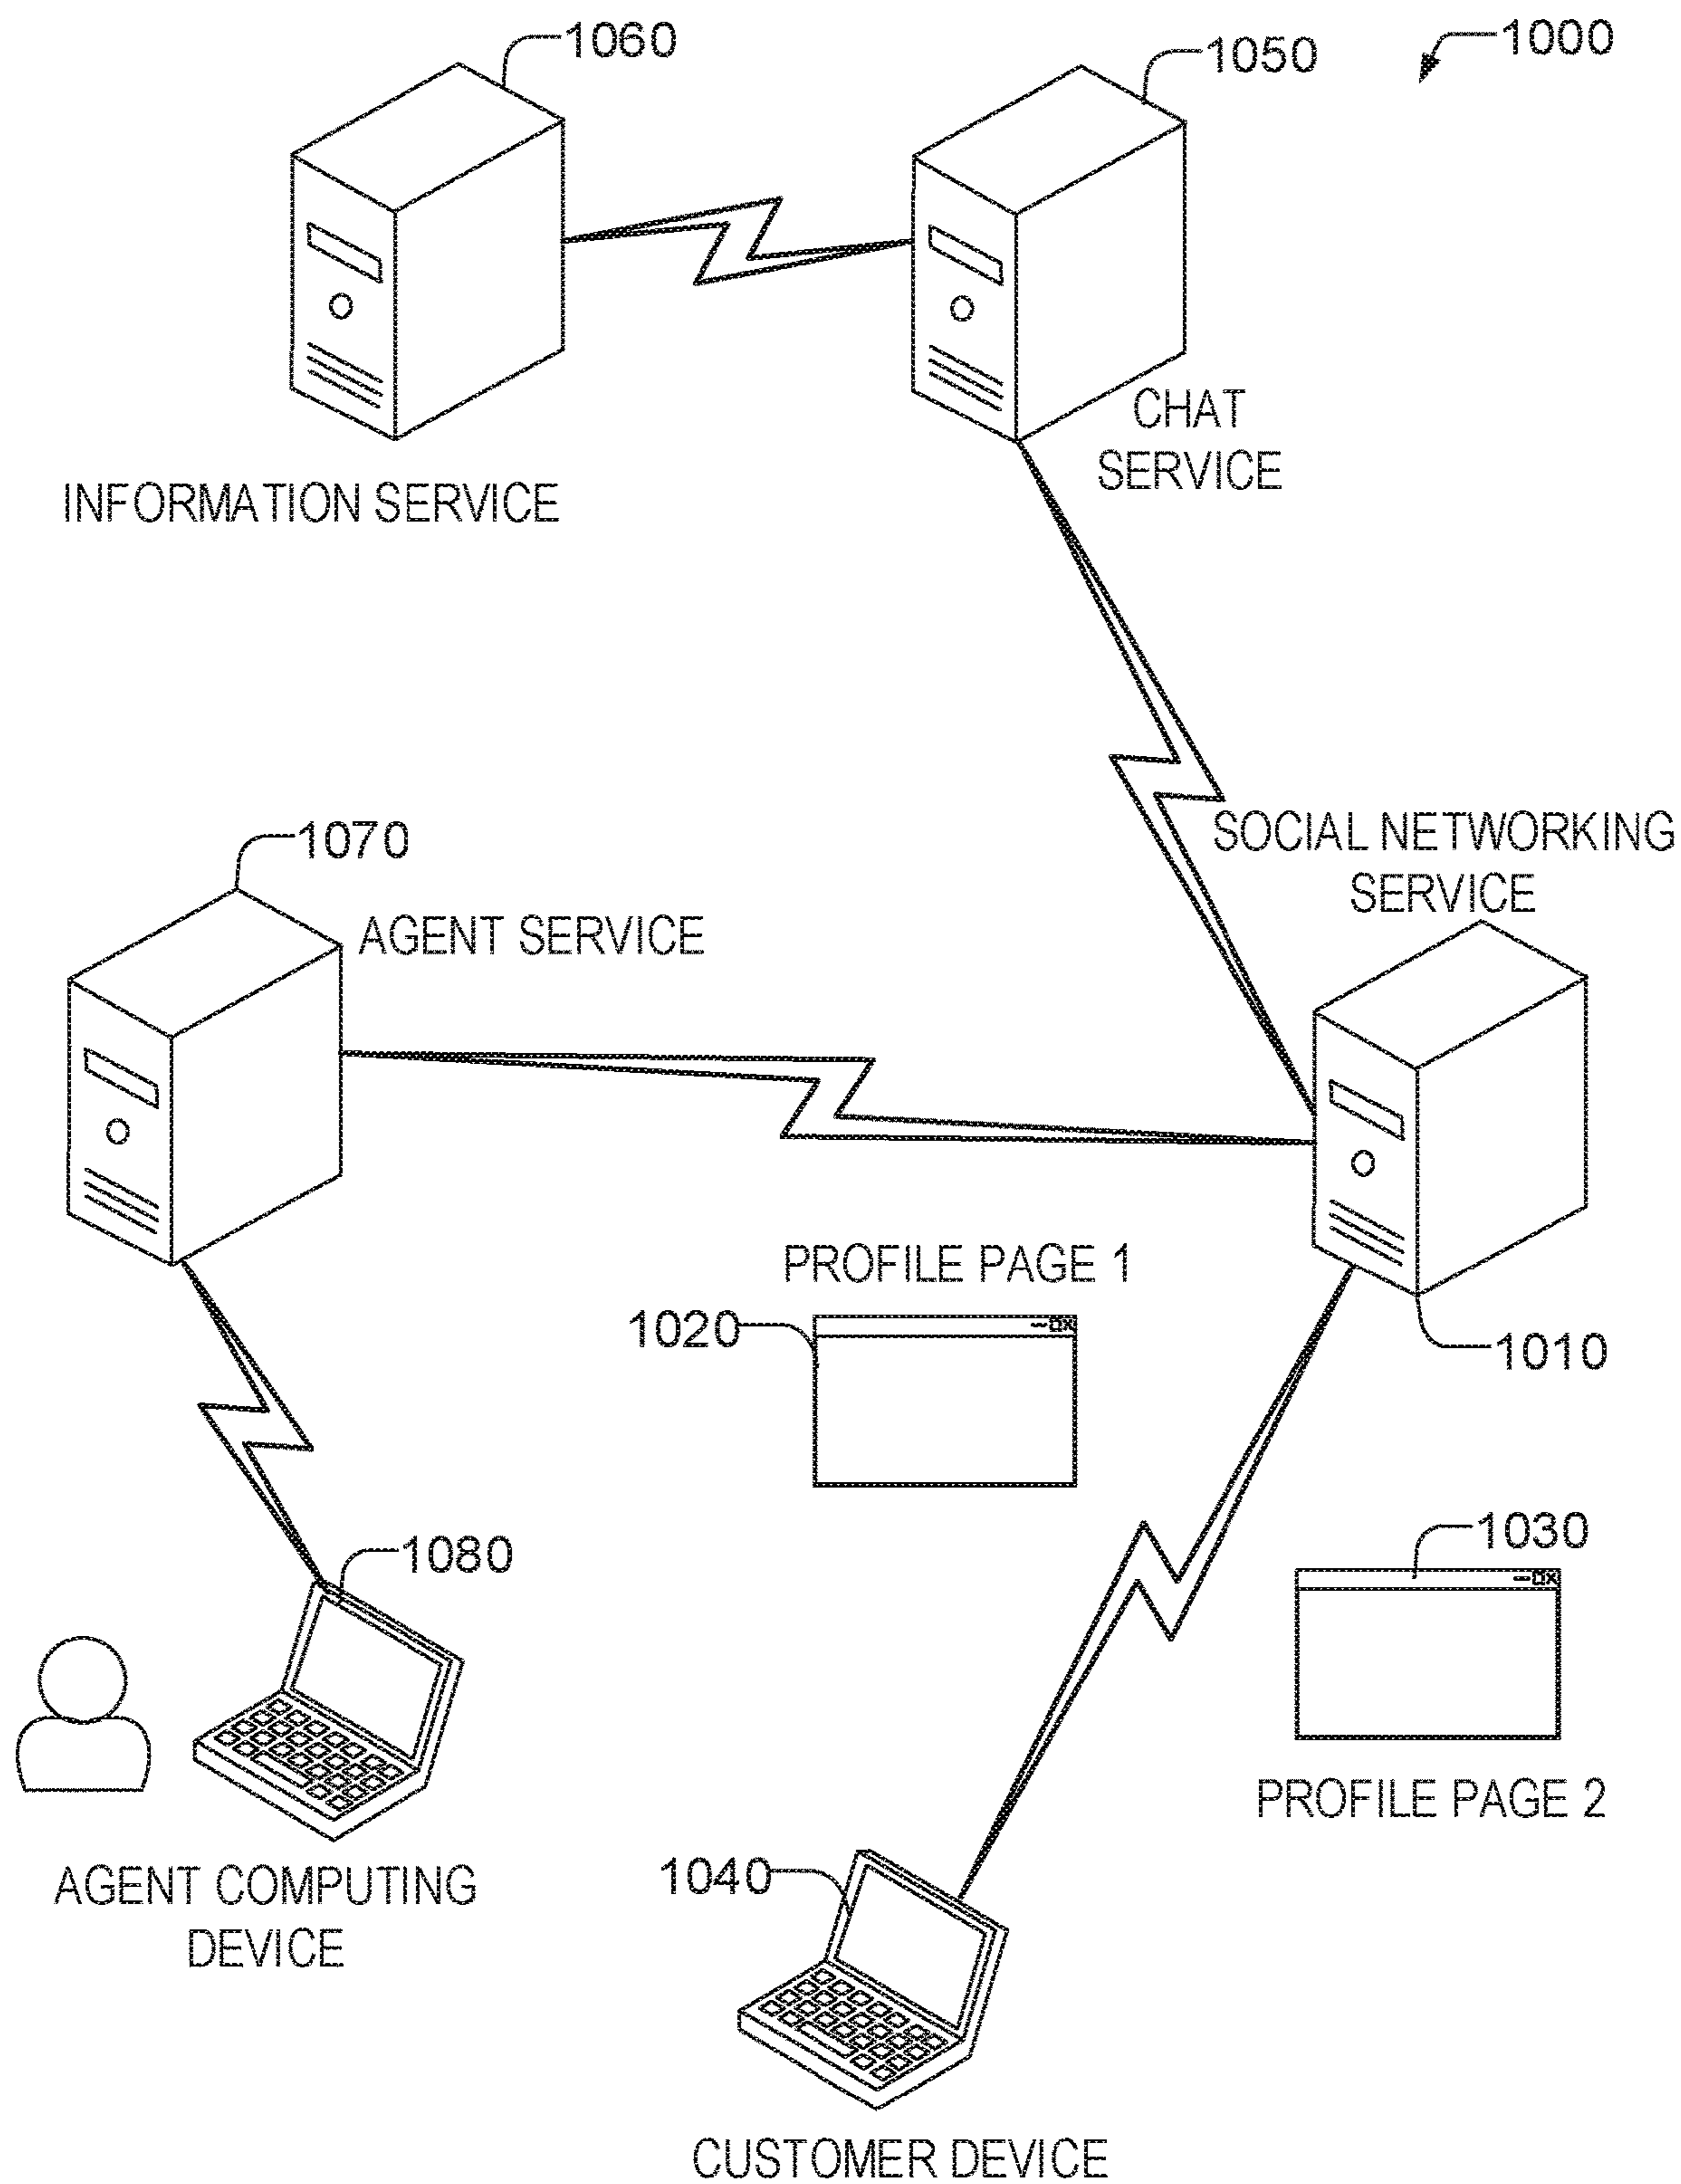 1060
1050
1000
CHAT
SERVICE
INFORMATION SERVICE
SOCIAL NETWORKING
SERVICE
1070
AGENT SERVICE
PROFILE PAGE 1
1020
1010
1030
1080
PROFILE PAGE 2
1040
AGENT COMPUTING
DEVICE
CUSTOMER DEVICE